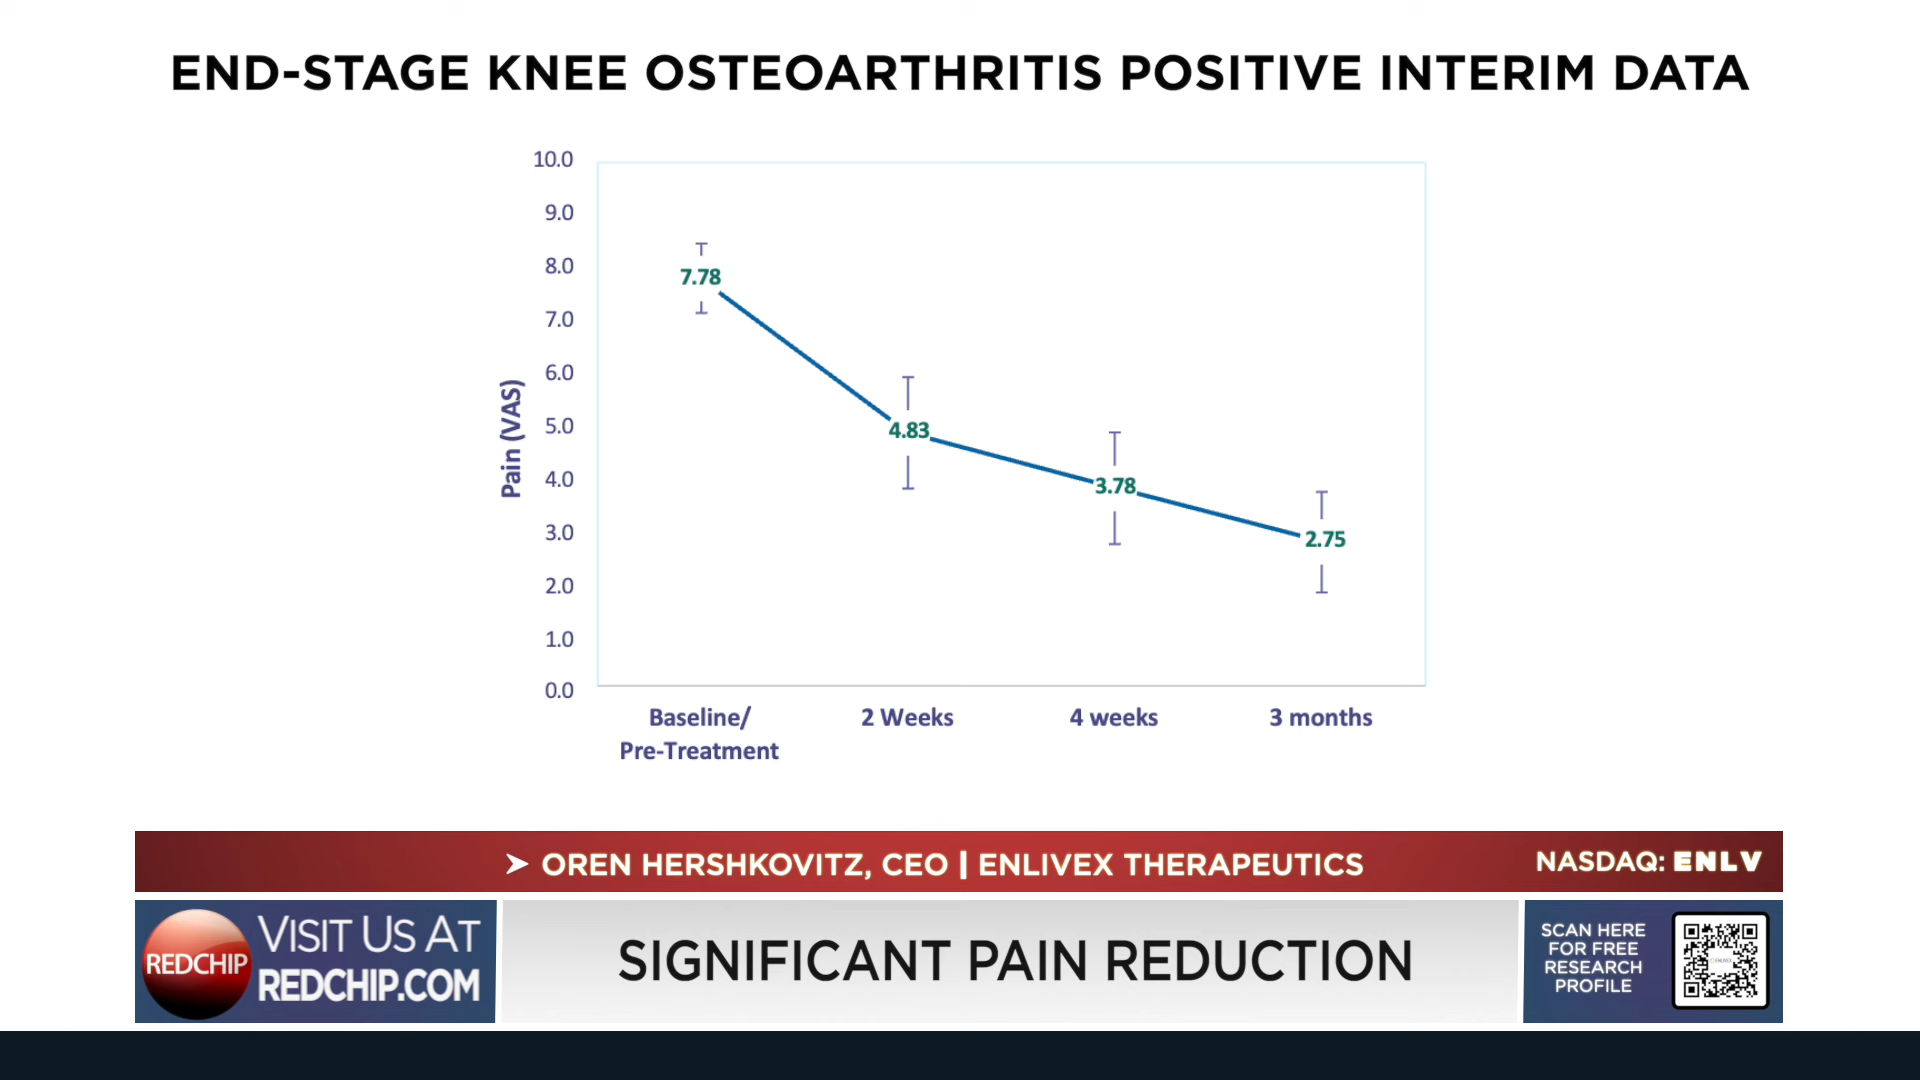 END-STAGE KNEE OSTEOARTHRITIS POSITIVE INTERIM DATA
10.0
9.0
8.0
7.0
6.0
5.0
4.0
3.0
2.0
1.0
0.0
Pain (VAS)
7.78
4.83
3.78
2.75
Baseline/
Pre-Treatment
2 Weeks
4 weeks
3 months
➤ OREN HERSHKOVITZ, CEO | ENLIVEX THERAPEUTICS
NASDAQ: ENLV
REDCHIP
VISIT US AT
REDCHIP.COM
SIGNIFICANT PAIN REDUCTION
SCAN HERE
FOR FREE
RESEARCH
PROFILE